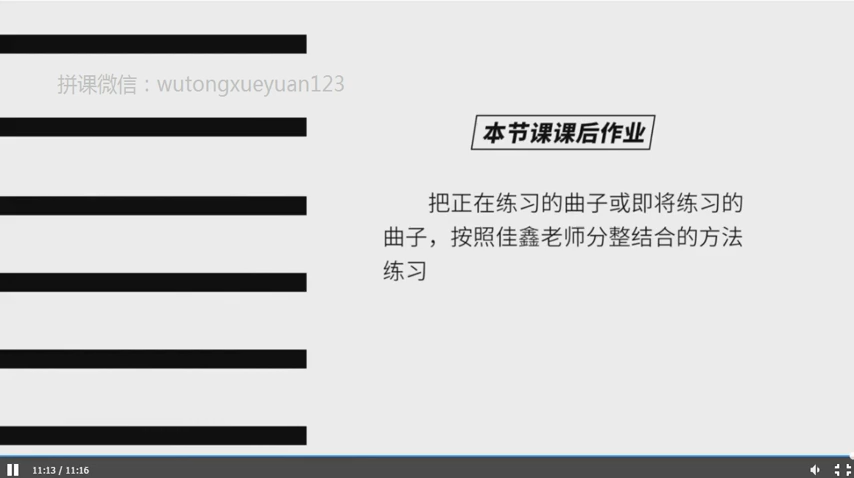 拼课微信：wutongxueyuan123
本节课课后作业
把正在练习的曲子或即将练习的
曲子，按照佳鑫老师分整结合的方法
练习
11:13 / 11:16